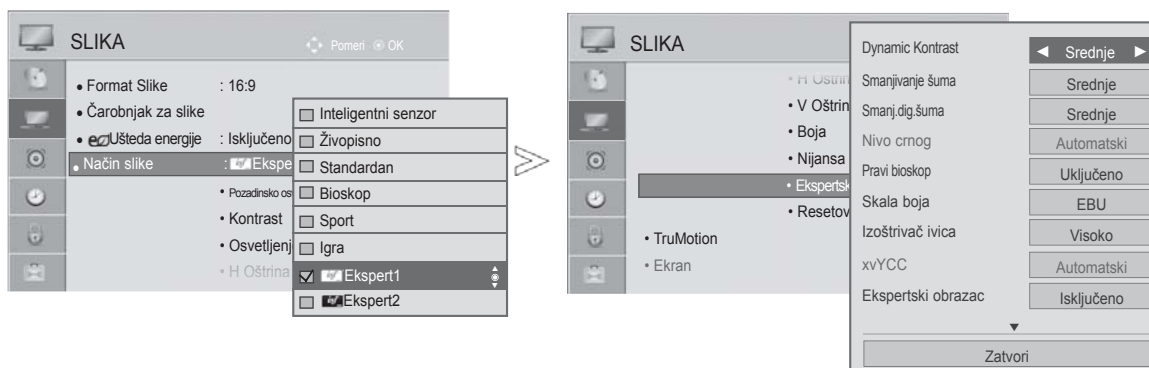 SLIKA
Pomeri OK
• Format Slike : 16:9
• Čarobnjak za slike
• Ušteda energije : Isključeno
• Način slike : Ekspe
• Pozadinsko os
• Kontrast
• Osvetljenj
• H Oštrina
Inteligentni senzor
Živopisno
Standardan
Bioskop
Sport
Igra
Ekspert1
Ekspert2
SLIKA
• H Oštrin
• V Oštrin
• Boja
• Nijansa
• Ekspertsk
• Resetov
• TruMotion
• Ekran
Dynamic Kontrast ◄ Srednje ►
Smanjivanje šuma Srednje
Smanj.dig.šuma Srednje
Nivo crnog Automatski
Pravi bioskop Uključeno
Skala boja EBU
Izoštrivač ivica Visoko
xvYCC Automatski
Ekspertski obrazac Isključeno
▼
Zatvori